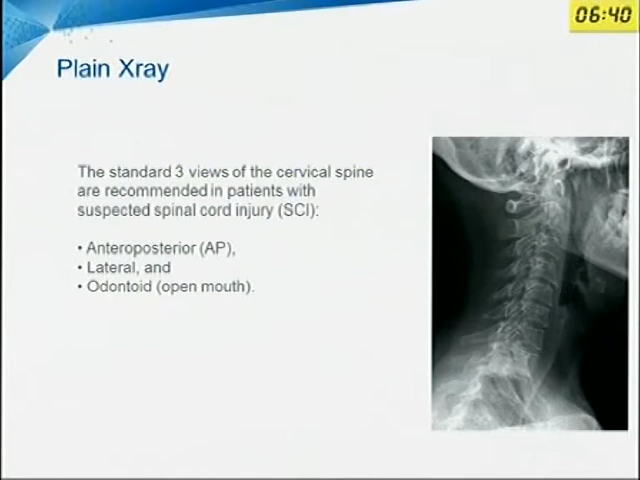 06:40
Plain Xray
The standard 3 views of the cervical spine
are recommended in patients with
suspected spinal cord injury (SCI):
• Anteroposterior (AP),
• Lateral, and
• Odontoid (open mouth).